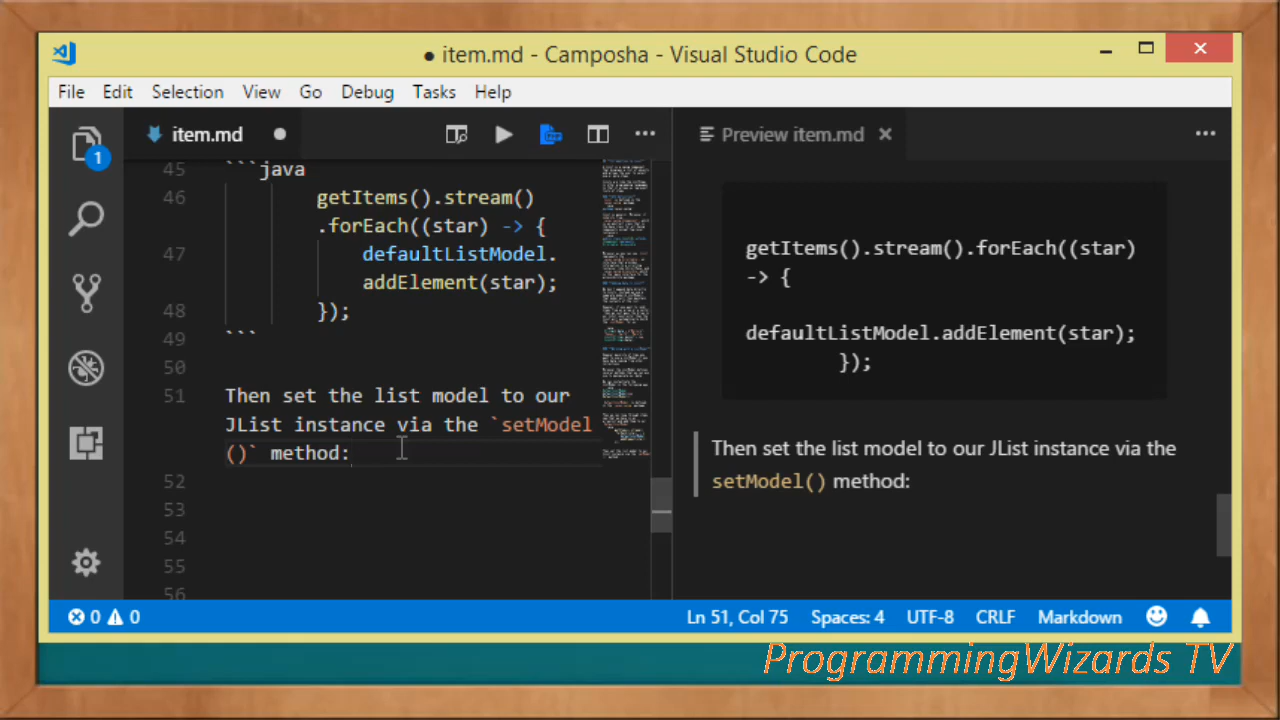 ● item.md - Camposha - Visual Studio Code
File Edit Selection View Go Debug Tasks Help
1
item.md ●
Preview item.md
45 ```java
46 getItems().stream()
.forEach((star) -> {
47 defaultListModel.
addElement(star);
48 });
49 ```
50
51 Then set the list model to our
JList instance via the `setModel
()` method:
52
53
54
55
56
getItems().stream().forEach((star)
-> {
defaultListModel.addElement(star);
});
Then set the list model to our JList instance via the
setModel() method:
0 0 Ln 51, Col 75 Spaces: 4 UTF-8 CRLF Markdown
ProgrammingWizards TV